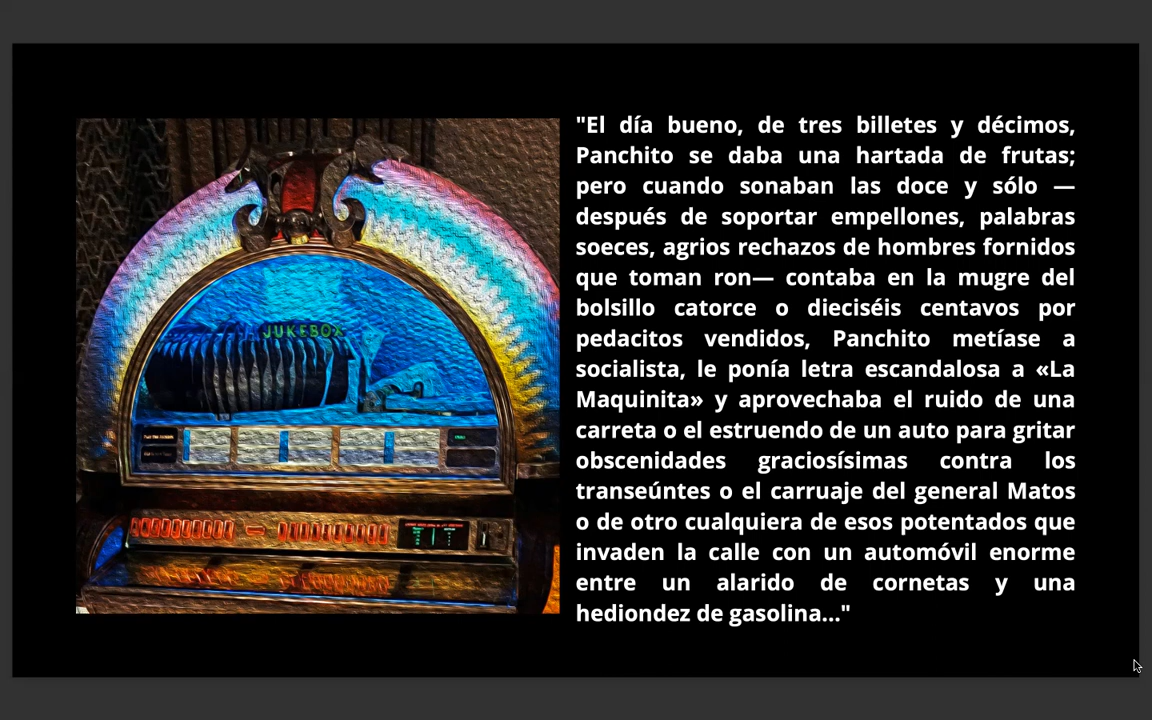 "El día bueno, de tres billetes y décimos,
Panchito se daba una hartada de frutas;
pero cuando sonaban las doce y sólo —
después de soportar empellones, palabras
soeces, agrios rechazos de hombres fornidos
que toman ron— contaba en la mugre del
bolsillo catorce o dieciséis centavos por
pedacitos vendidos, Panchito metíase a
socialista, le ponía letra escandalosa a «La
Maquinita» y aprovechaba el ruido de una
carreta o el estruendo de un auto para gritar
obscenidades graciosísimas contra los
transeúntes o el carruaje del general Matos
o de otro cualquiera de esos potentados que
invaden la calle con un automóvil enorme
entre un alarido de cornetas y una
hediondez de gasolina..."
JUKEBOX